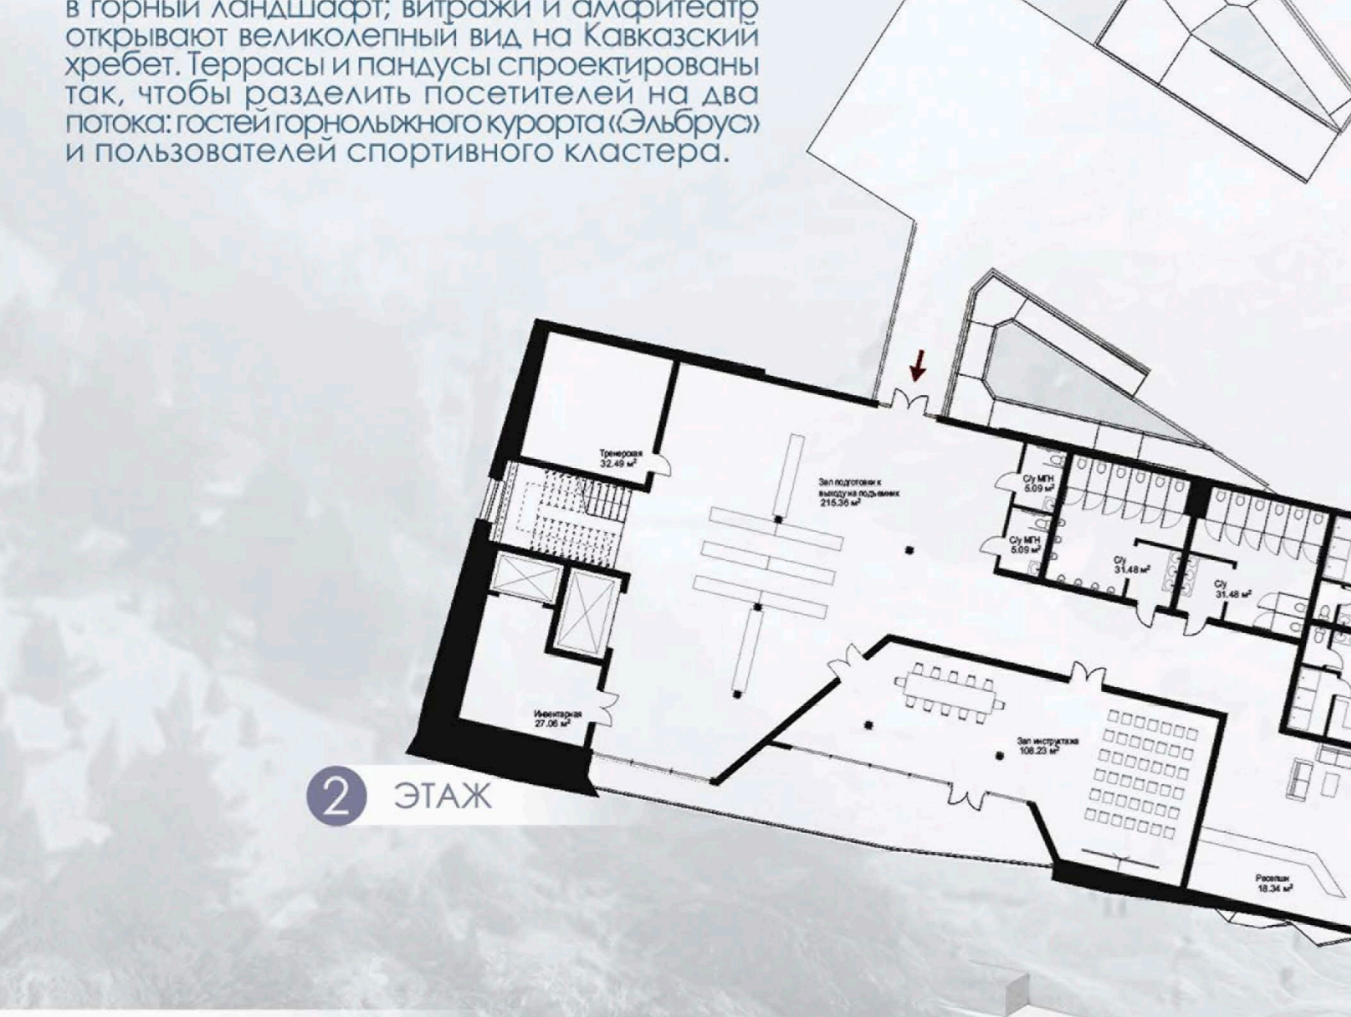 в горный ландшафт; витражи и амфитеатр
открывают великолепный вид на Кавказский
хребет. Террасы и пандусы спроектированы
так, чтобы разделить посетителей на два
потока: гостей горнолыжного курорта «Эльбрус»
и пользователей спортивного кластера.
Тренерская
32.49 м²
Зал подготовки к
выходу на подъемник
215.36 м²
С/у МГН
5.09 м²
С/у МГН
5.09 м²
С/у
31.48 м²
С/у
31.48 м²
Инвентарная
27.06 м²
Зал инструктажа
108.23 м²
Ресепшн
18.34 м²
2 ЭТАЖ